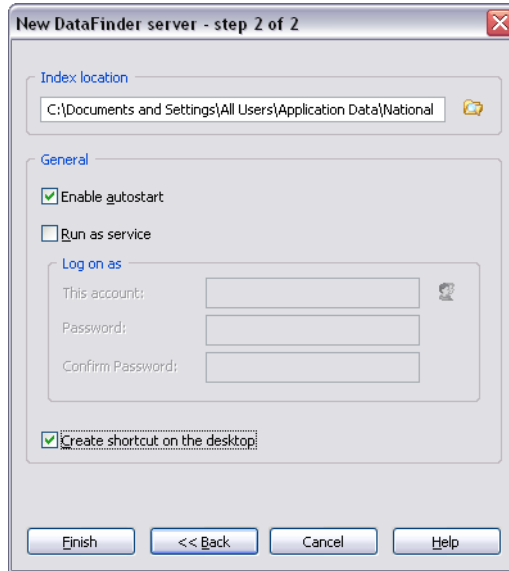 New DataFinder server - step 2 of 2
Index location
C:\Documents and Settings\All Users\Application Data\National
General
Enable autostart
Run as service
Log on as
This account:
Password:
Confirm Password:
Create shortcut on the desktop
Finish << Back Cancel Help